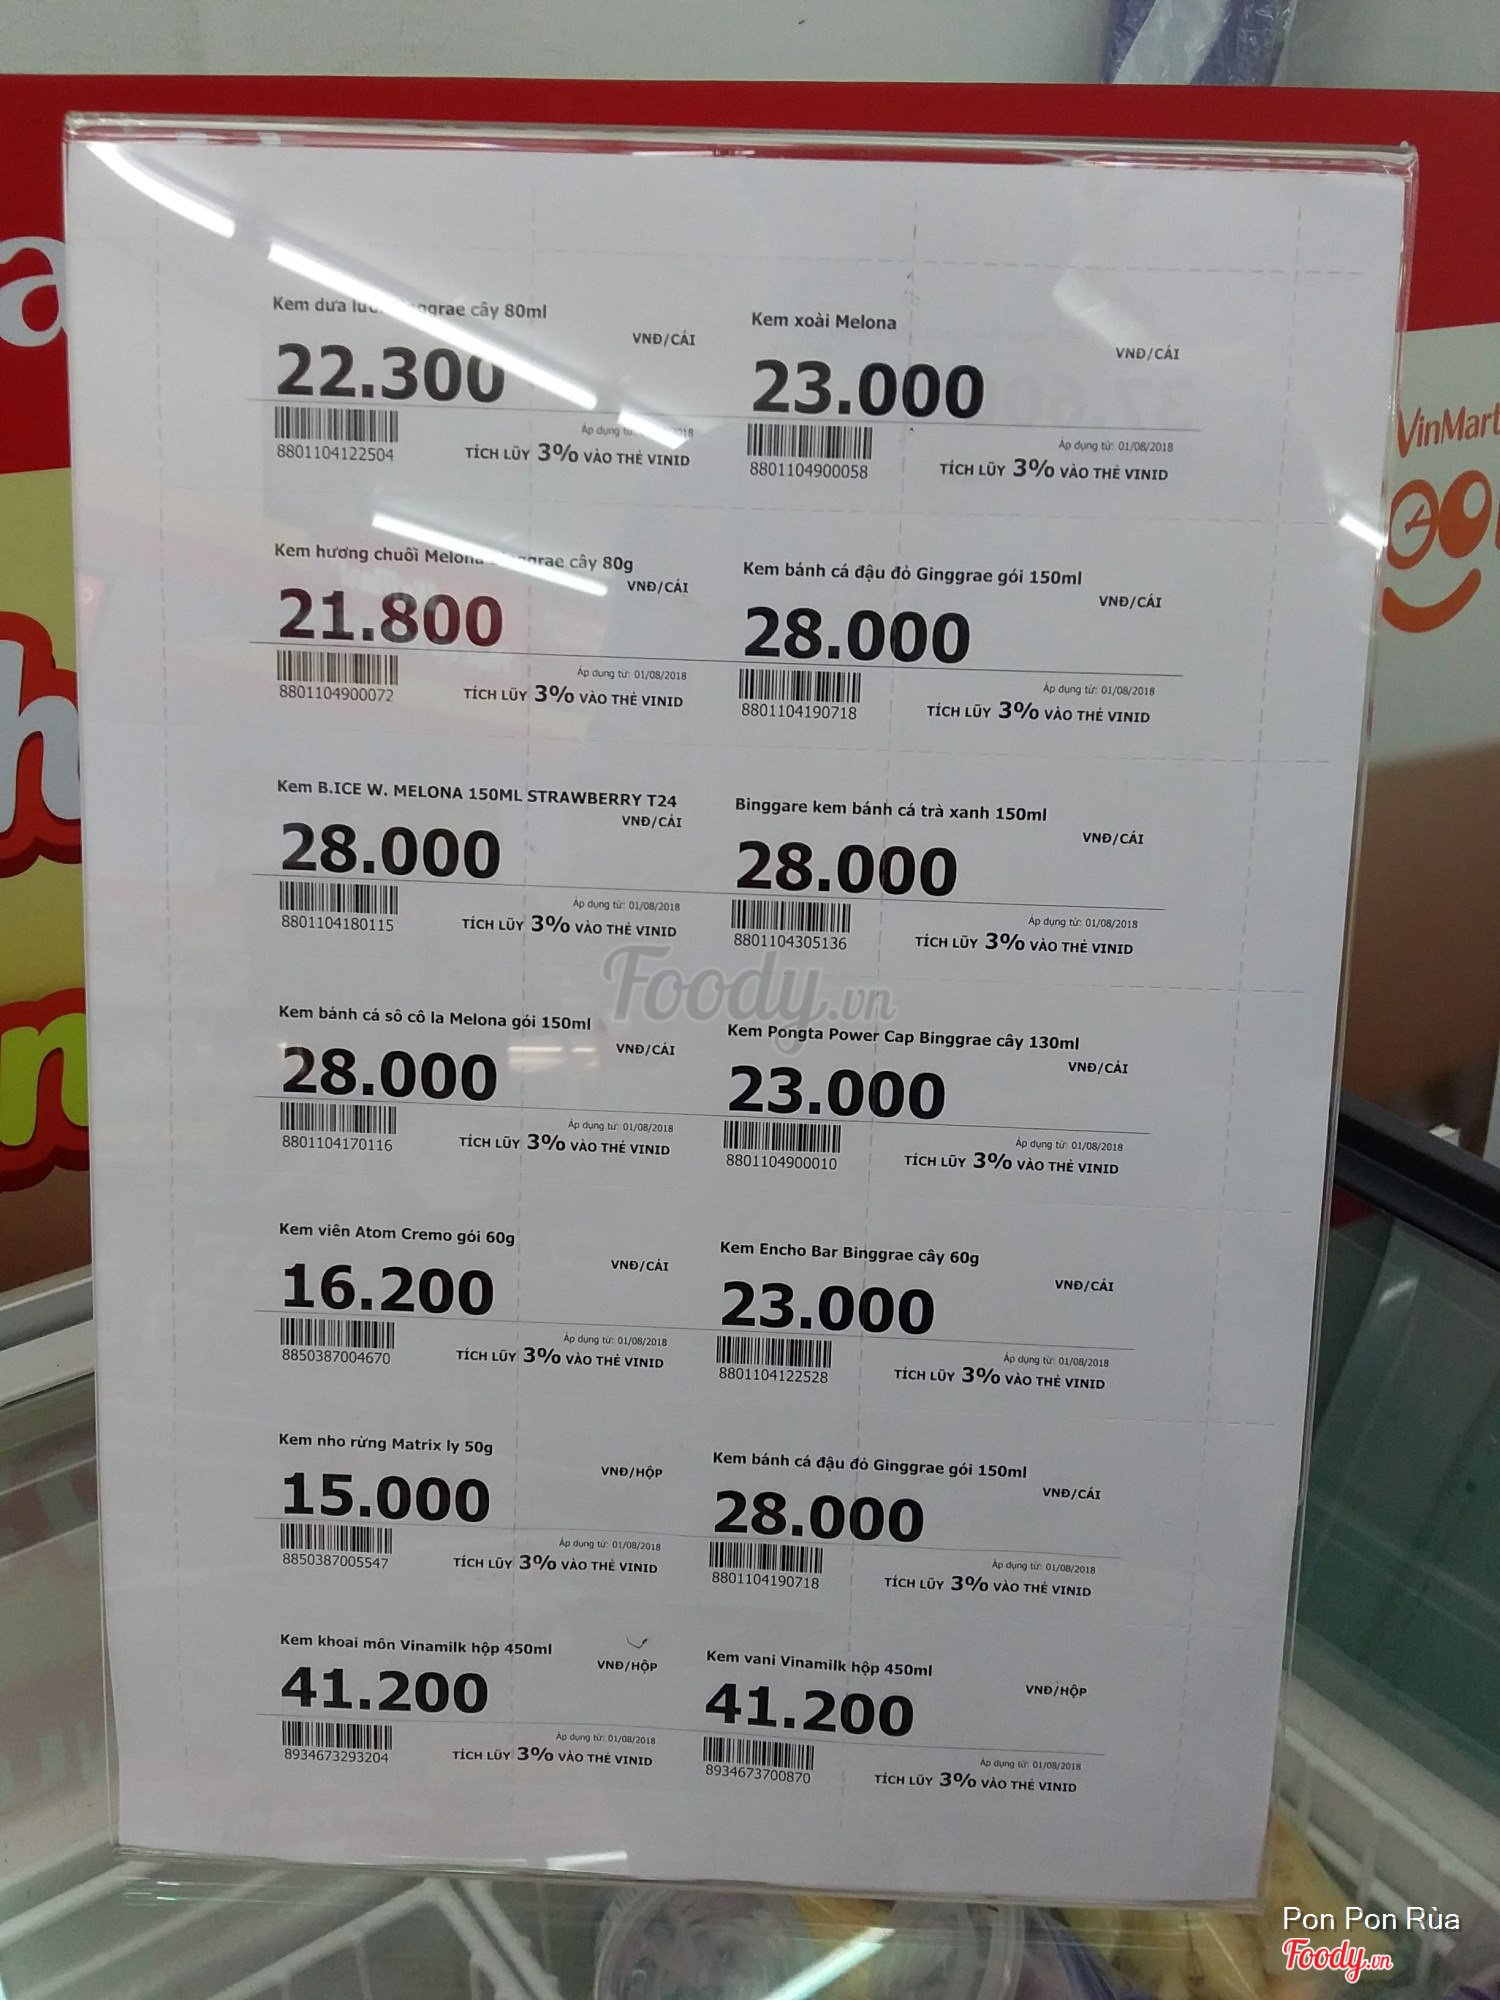 Kem dưa lư grae cây 80ml
VNĐ/CÁI
22.300
Áp dụng từ: 2018
8801104122504
TÍCH LŨY 3% VÀO THẺ VINID
Kem xoài Melona
VNĐ/CÁI
23.000
Áp dụng từ: 01/08/2018
8801104900058
TÍCH LŨY 3% VÀO THẺ VINID
Kem hương chuối Melona grae cây 80g
VNĐ/CÁI
21.800
Áp dụng từ: 01/08/2018
8801104900072
TÍCH LŨY 3% VÀO THẺ VINID
Kem bánh cá đậu đỏ Ginggrae gói 150ml
VNĐ/CÁI
28.000
Áp dụng từ: 01/08/2018
8801104190718
TÍCH LŨY 3% VÀO THẺ VINID
Kem B.ICE W. MELONA 150ML STRAWBERRY T24
VNĐ/CÁI
28.000
Áp dụng từ: 01/08/2018
8801104180115
TÍCH LŨY 3% VÀO THẺ VINID
Binggare kem bánh cá trà xanh 150ml
VNĐ/CÁI
28.000
Áp dụng từ: 01/08/2018
8801104305136
TÍCH LŨY 3% VÀO THẺ VINID
Kem bánh cá sô cô la Melona gói 150ml
VNĐ/CÁI
28.000
Áp dụng từ: 01/08/2018
8801104170116
TÍCH LŨY 3% VÀO THẺ VINID
Kem Pongta Power Cap Binggrae cây 130ml
VNĐ/CÁI
23.000
Áp dụng từ: 01/08/2018
8801104900010
TÍCH LŨY 3% VÀO THẺ VINID
Kem viên Atom Cremo gói 60g
VNĐ/CÁI
16.200
Áp dụng từ: 01/08/2018
8850387004670
TÍCH LŨY 3% VÀO THẺ VINID
Kem Encho Bar Binggrae cây 60g
VNĐ/CÁI
23.000
Áp dụng từ: 01/08/2018
8801104122528
TÍCH LŨY 3% VÀO THẺ VINID
Kem nho rừng Matrix ly 50g
VNĐ/HỘP
15.000
Áp dụng từ: 01/08/2018
8850387005547
TÍCH LŨY 3% VÀO THẺ VINID
Kem bánh cá đậu đỏ Ginggrae gói 150ml
VNĐ/CÁI
28.000
Áp dụng từ: 01/08/2018
8801104190718
TÍCH LŨY 3% VÀO THẺ VINID
Kem khoai môn Vinamilk hộp 450ml
VNĐ/HỘP
41.200
Áp dụng từ: 01/08/2018
8934673293204
TÍCH LŨY 3% VÀO THẺ VINID
Kem vani Vinamilk hộp 450ml
VNĐ/HỘP
41.200
Áp dụng từ: 01/08/2018
8934673700870
TÍCH LŨY 3% VÀO THẺ VINID
VinMart
Foody.vn
Pon Pon Rùa
Foody.vn